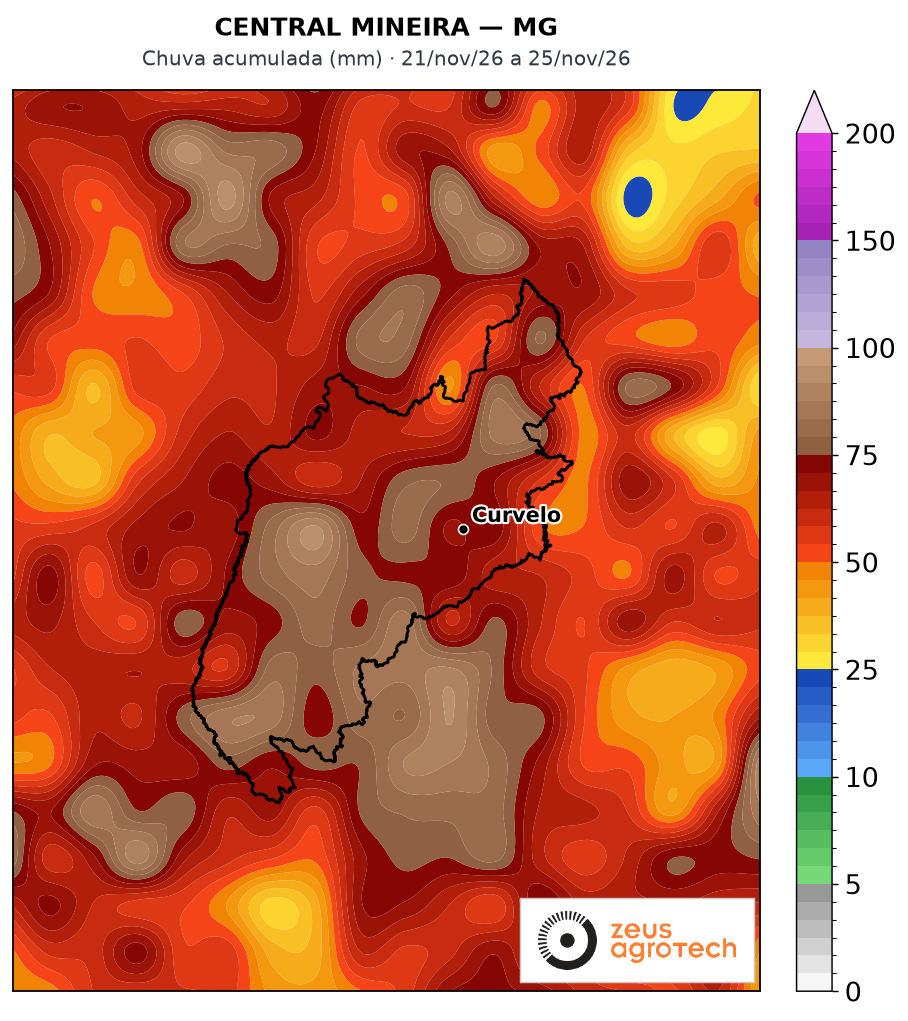 CENTRAL MINEIRA — MG
Chuva acumulada (mm) · 21/nov/26 a 25/nov/26
200
150
100
75
50
25
10
5
0
Curvelo
zeus
agrotech